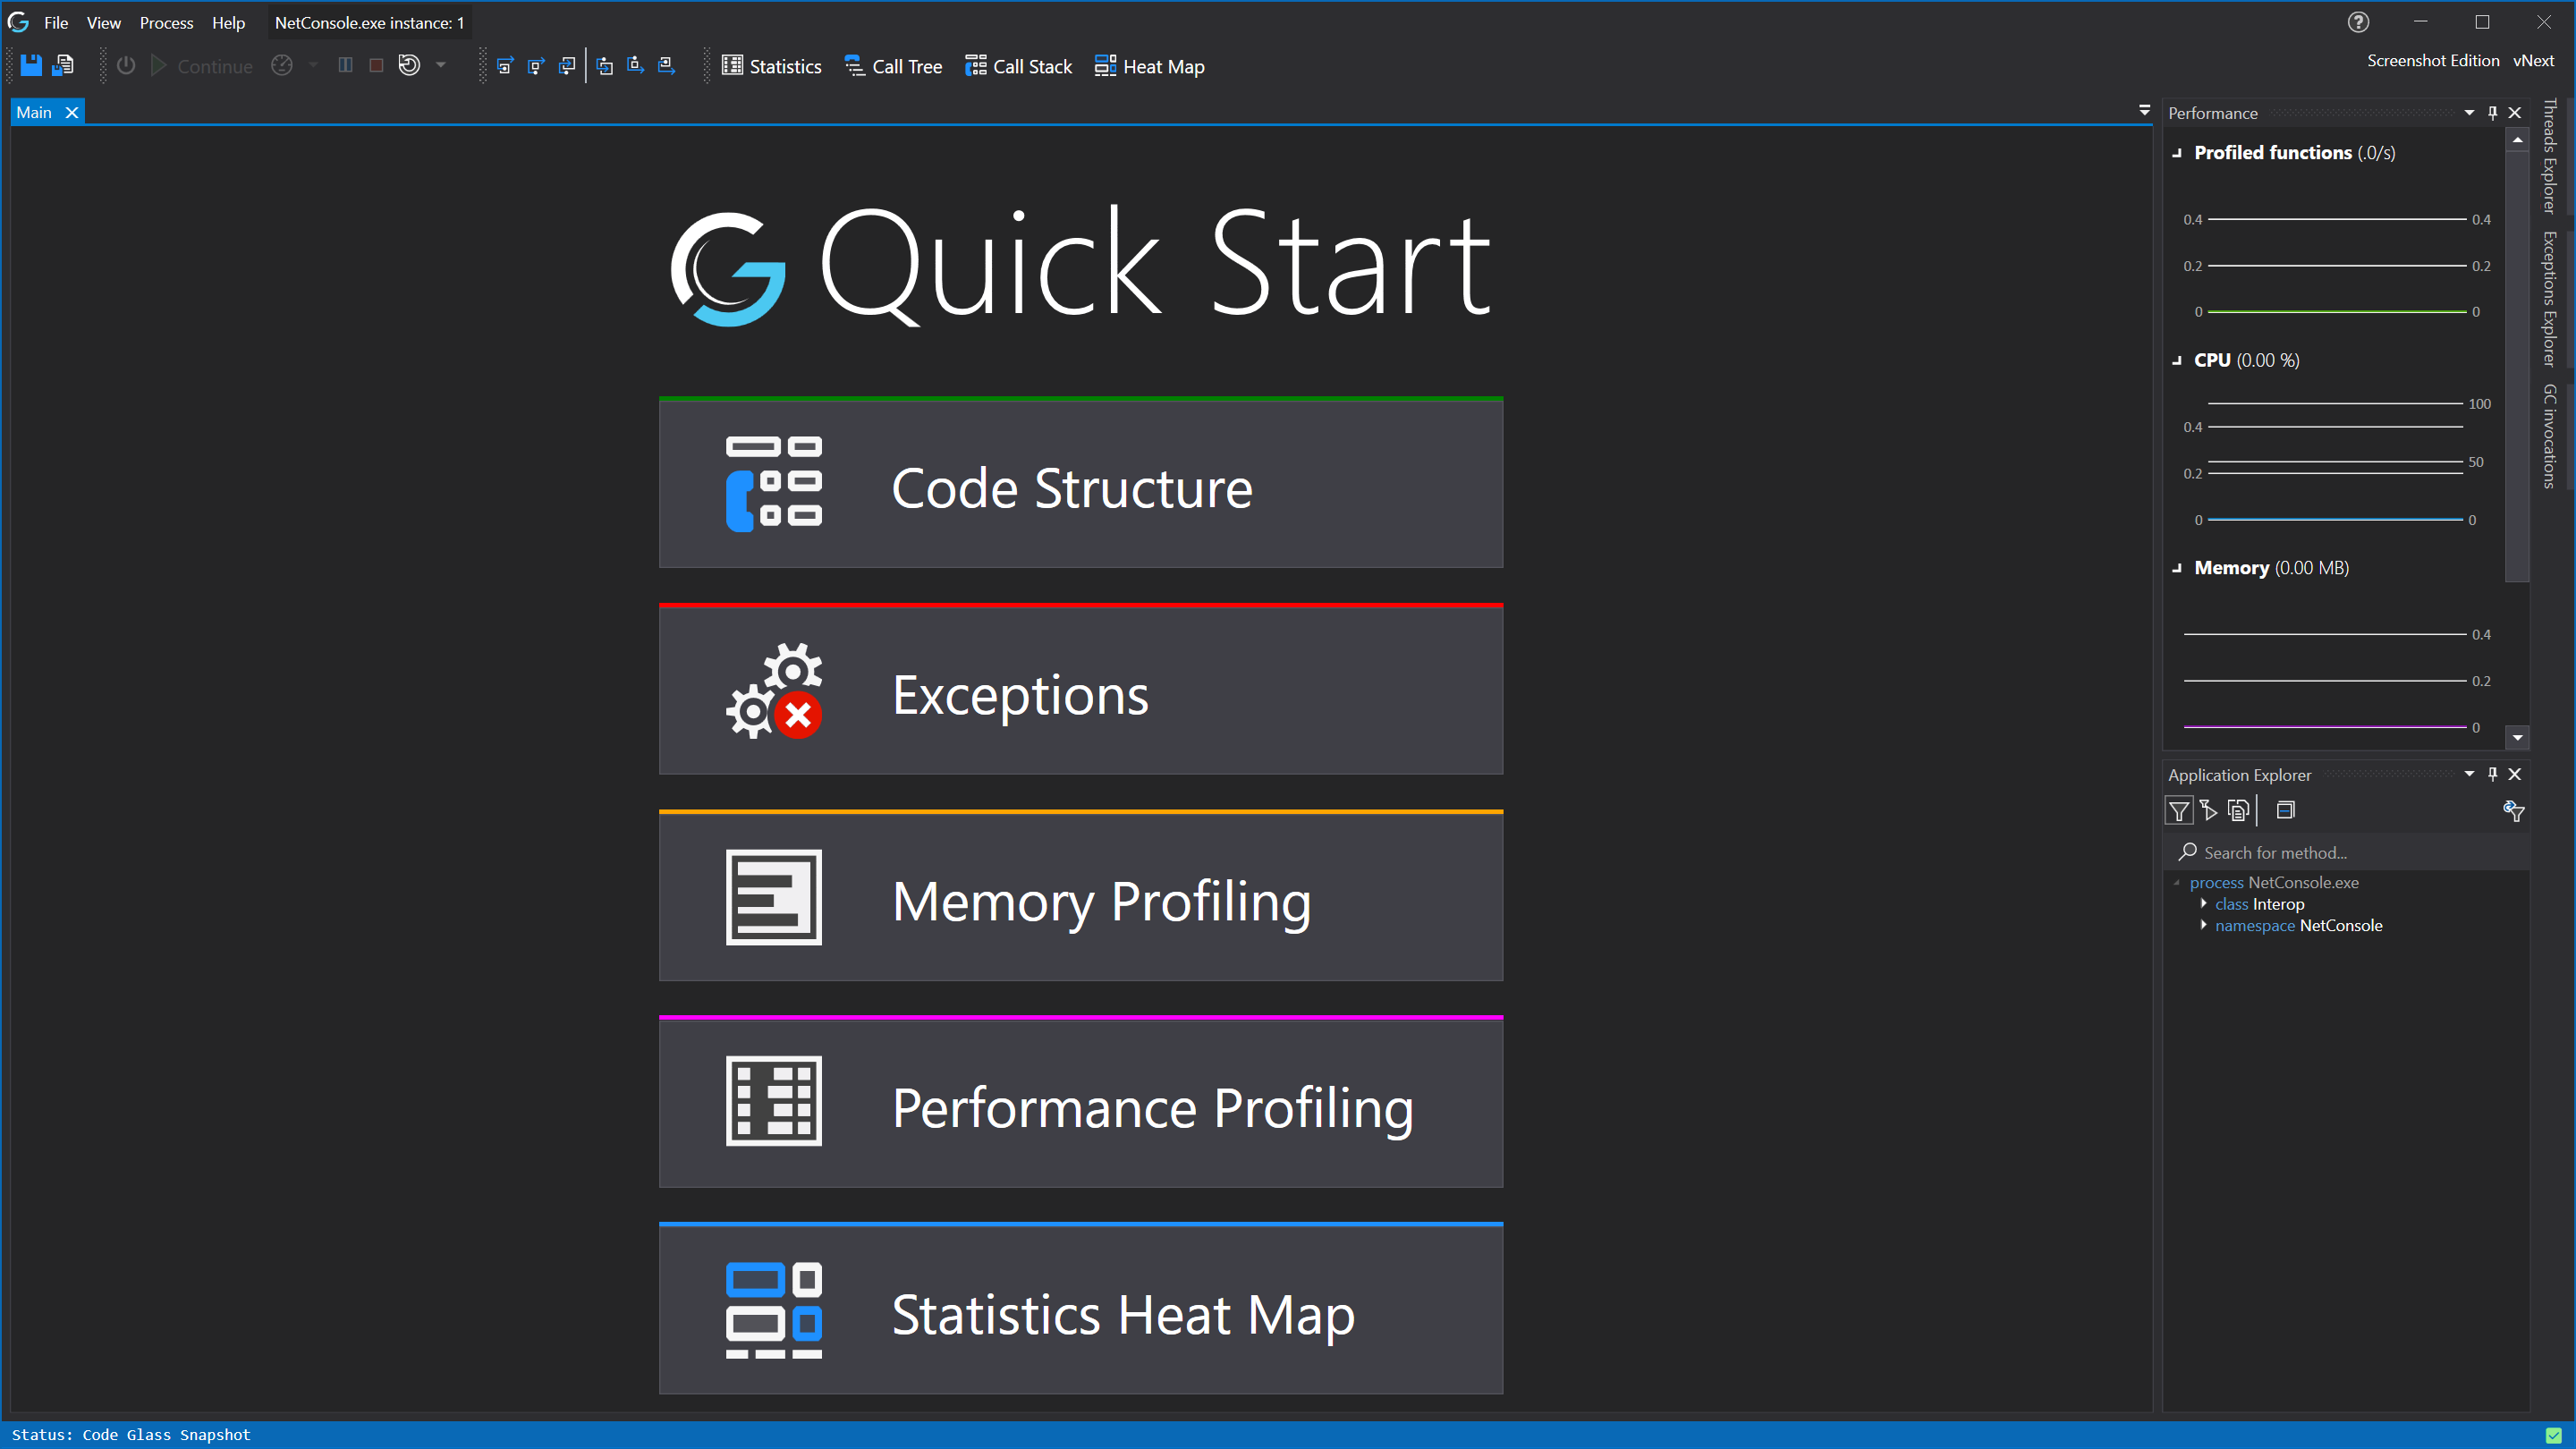 File View Process Help NetConsole.exe instance: 1
Continue Statistics Call Tree Call Stack Heat Map
Screenshot Edition vNext
Main
Quick Start
Code Structure
Exceptions
Memory Profiling
Performance Profiling
Statistics Heat Map
Performance
Profiled functions (.0/s)
0.4 0.4
0.2 0.2
0 0
CPU (0.00 %)
100
0.4
50
0.2
0 0
Memory (0.00 MB)
0.4
0.2
0
Application Explorer
Search for method...
process NetConsole.exe
class Interop
namespace NetConsole
Threads Explorer
Exceptions Explorer
GC invocations
Status: Code Glass Snapshot